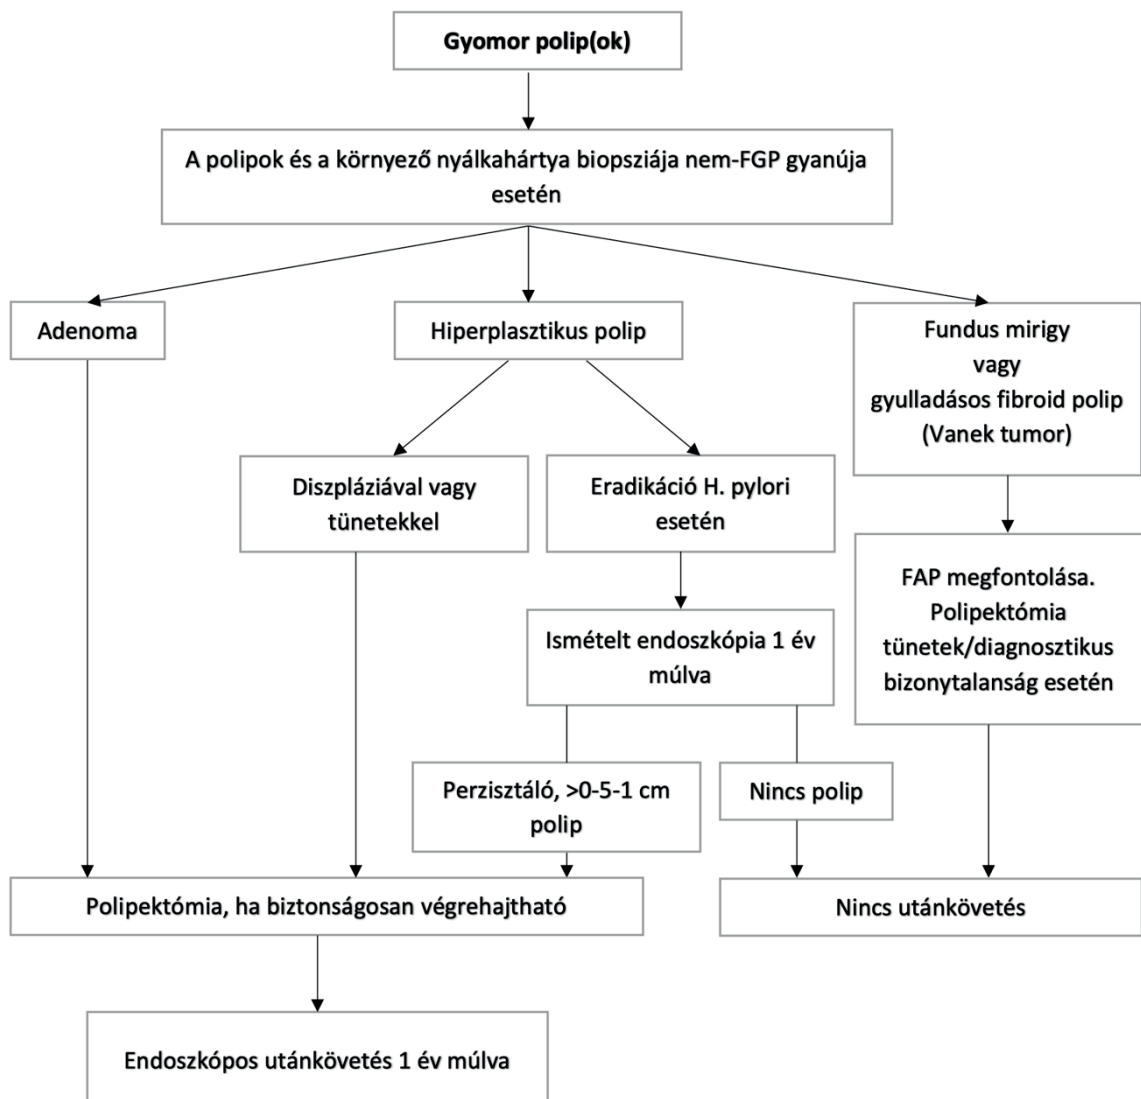 Gyomor polip(ok)
A polipok és a környező nyálkahártya biopsziája nem-FGP gyanúja
esetén
Adenoma
Hiperplasztikus polip
Fundus mirigy
vagy
gyulladásos fibroid polip
(Vanek tumor)
Diszpláziával vagy
tünetekkel
Eradikáció H. pylori
esetén
FAP megfontolása.
Polipektómia
tünetek/diagnosztikus
bizonytalanság esetén
Ismételt endoszkópia 1 év
múlva
Perzisztáló, >0-5-1 cm
polip
Nincs polip
Polipektómia, ha biztonságosan végrehajtható
Nincs utánkövetés
Endoszkópos utánkövetés 1 év múlva